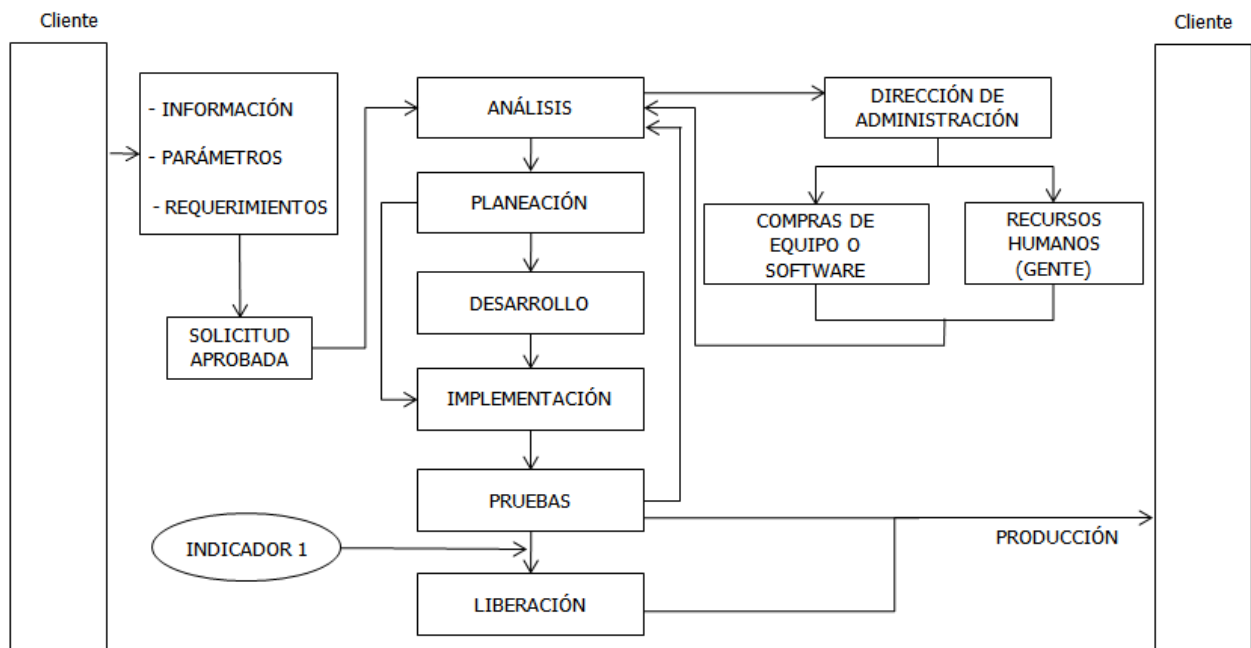 Cliente
Cliente
- INFORMACIÓN
- PARÁMETROS
- REQUERIMIENTOS
SOLICITUD
APROBADA
ANÁLISIS
PLANEACIÓN
DESARROLLO
IMPLEMENTACIÓN
PRUEBAS
INDICADOR 1
LIBERACIÓN
DIRECCIÓN DE
ADMINISTRACIÓN
COMPRAS DE
EQUIPO O
SOFTWARE
RECURSOS
HUMANOS
(GENTE)
PRODUCCIÓN